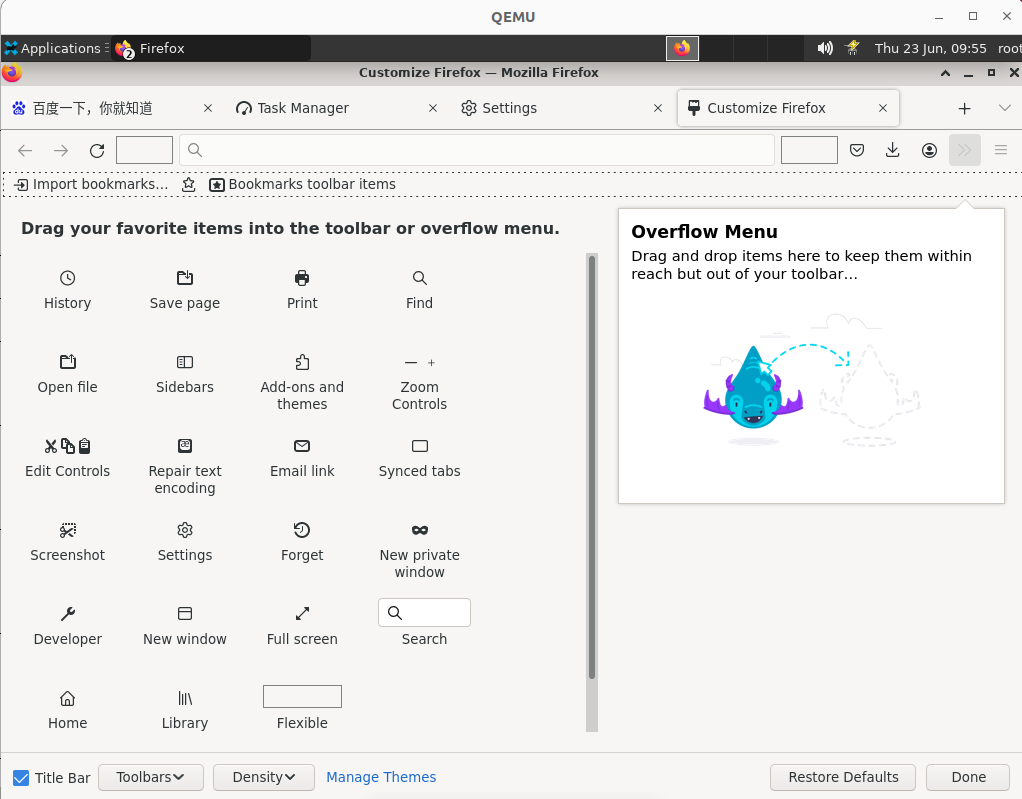 QEMU
Applications
2
Firefox
Thu 23 Jun, 09:55
root
Customize Firefox — Mozilla Firefox
百度一下，你就知道
Task Manager
Settings
Customize Firefox
Import bookmarks…
Bookmarks toolbar items
Drag your favorite items into the toolbar or overflow menu.
History
Save page
Print
Find
Open file
Sidebars
Add-ons and
themes
Zoom
Controls
Edit Controls
Repair text
encoding
Email link
Synced tabs
Screenshot
Settings
Forget
New private
window
Developer
New window
Full screen
Search
Home
Library
Flexible
Overflow Menu
Drag and drop items here to keep them within
reach but out of your toolbar…
Title Bar
Toolbars
Density
Manage Themes
Restore Defaults
Done